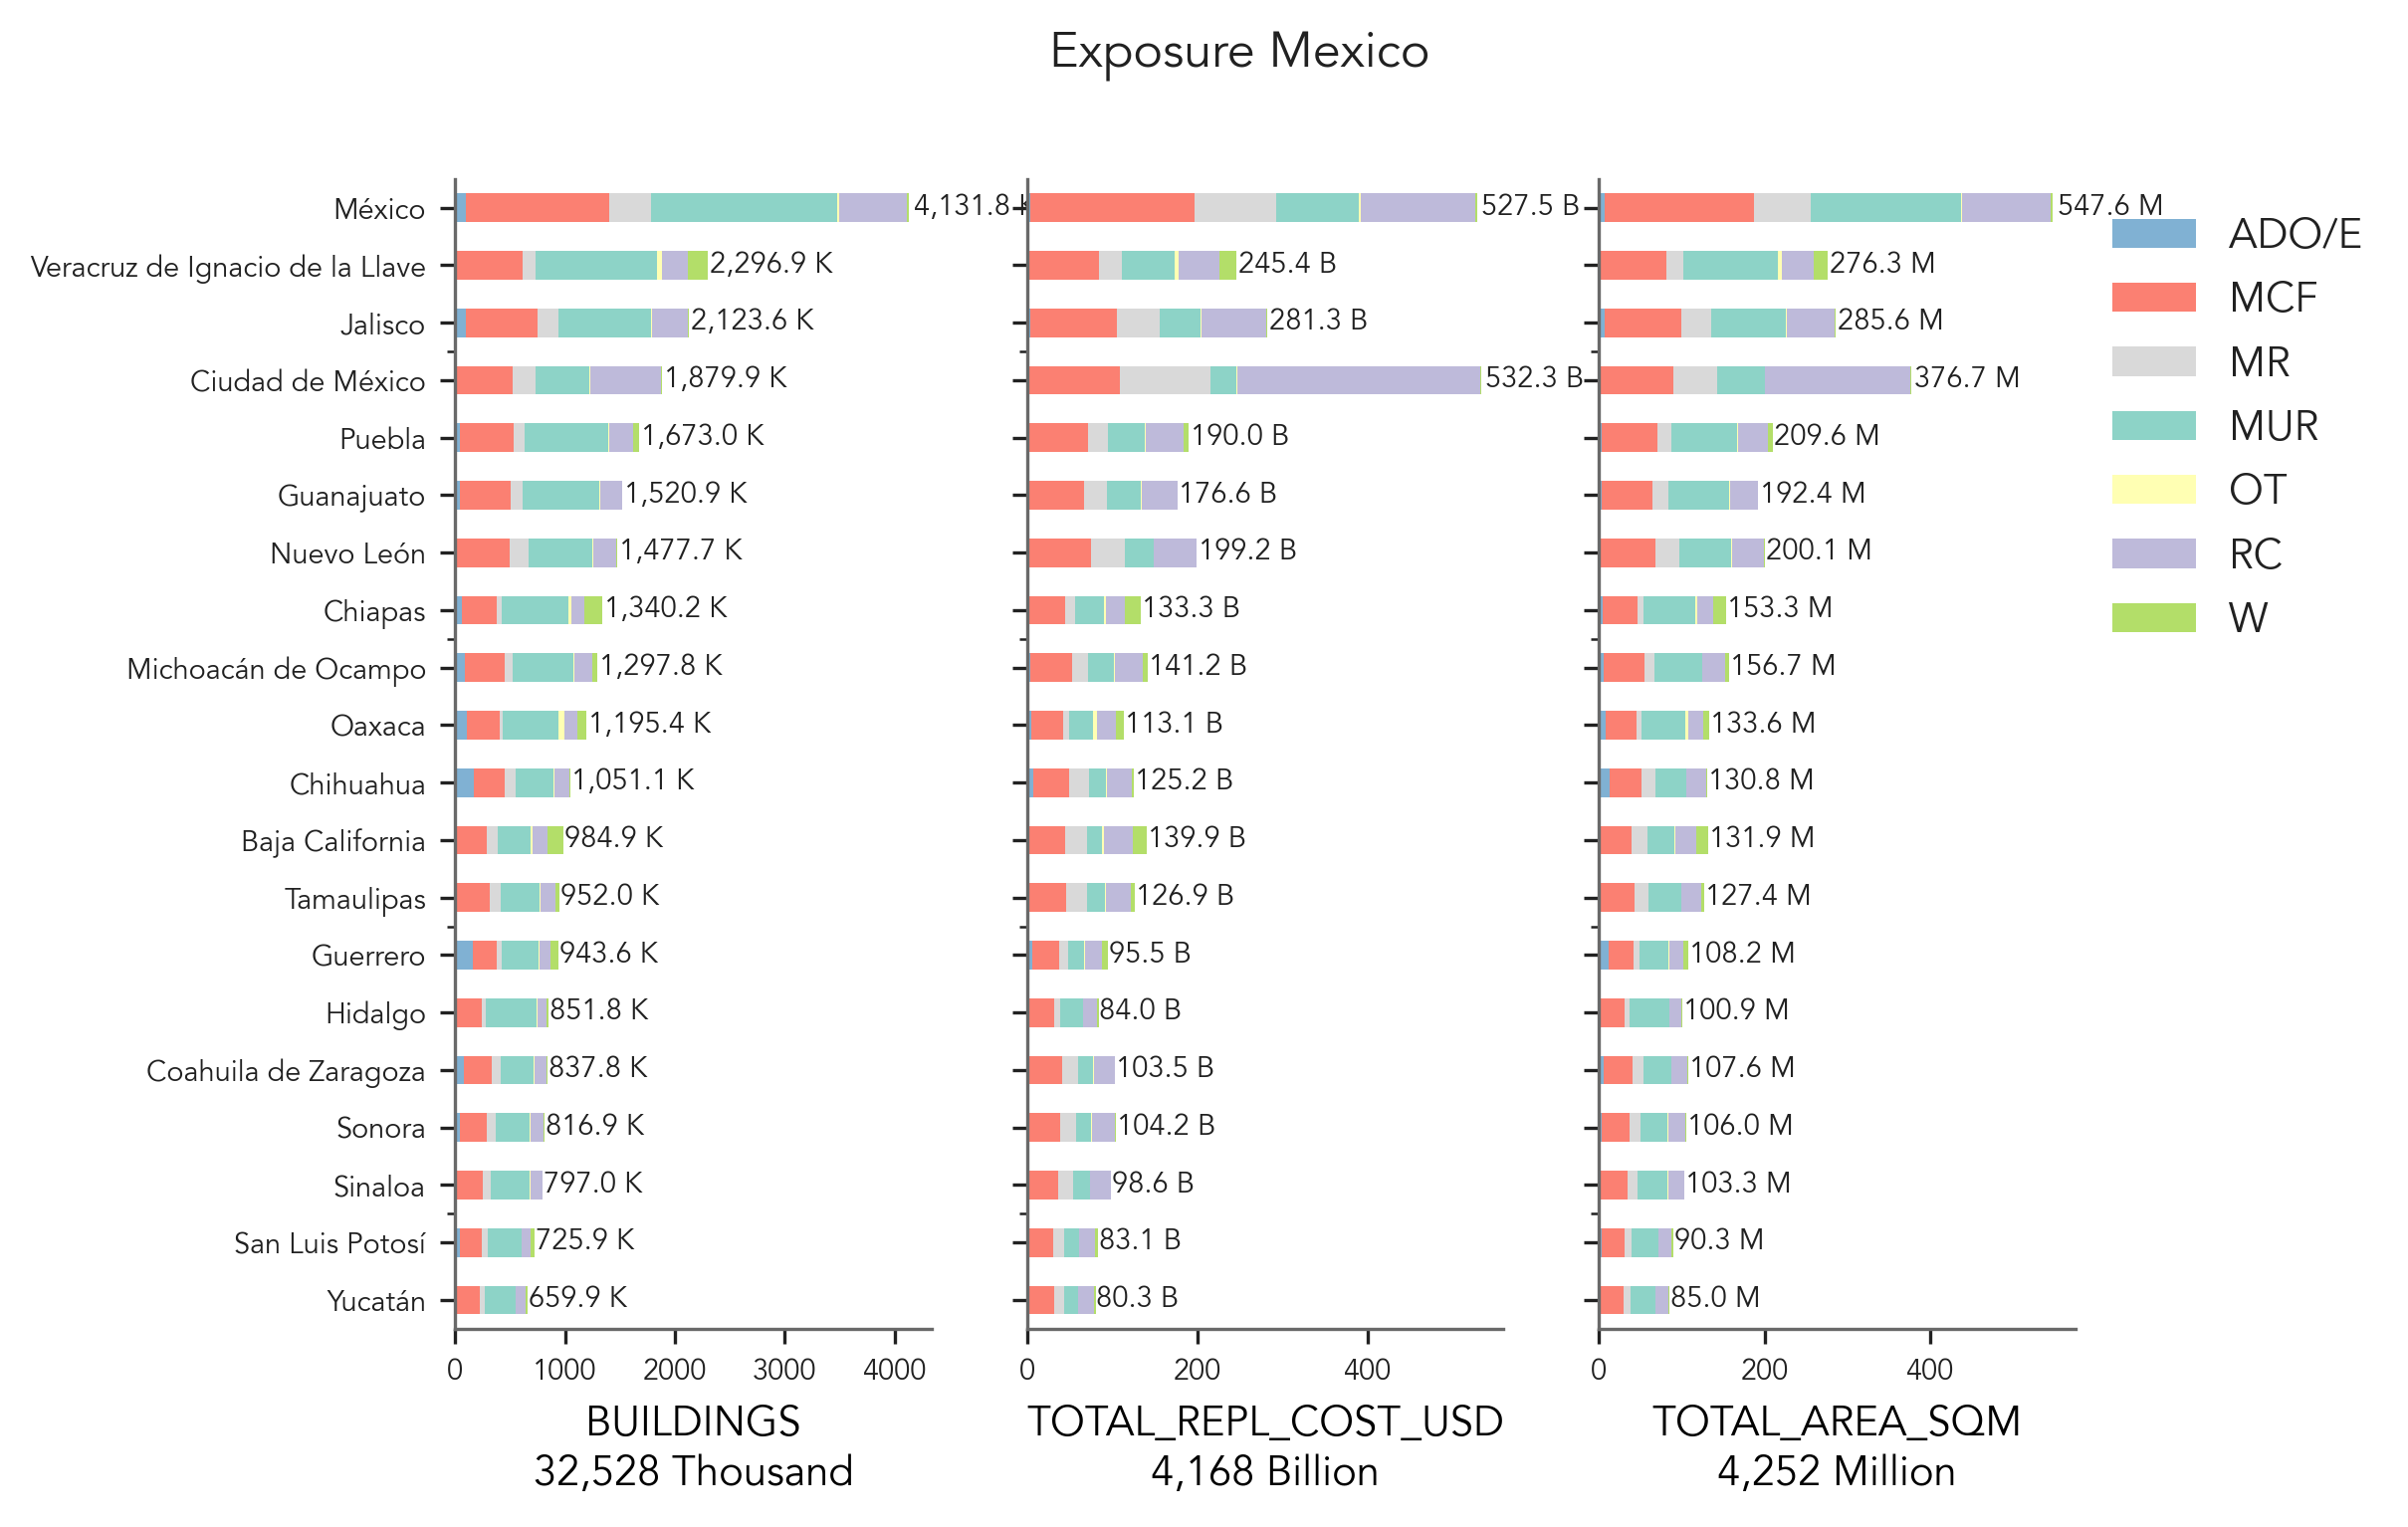 Exposure Mexico
México 4,131.8 K 527.5 B 547.6 M
Veracruz de Ignacio de la Llave 2,296.9 K 245.4 B 276.3 M
Jalisco 2,123.6 K 281.3 B 285.6 M
Ciudad de México 1,879.9 K 532.3 B 376.7 M
Puebla 1,673.0 K 190.0 B 209.6 M
Guanajuato 1,520.9 K 176.6 B 192.4 M
Nuevo León 1,477.7 K 199.2 B 200.1 M
Chiapas 1,340.2 K 133.3 B 153.3 M
Michoacán de Ocampo 1,297.8 K 141.2 B 156.7 M
Oaxaca 1,195.4 K 113.1 B 133.6 M
Chihuahua 1,051.1 K 125.2 B 130.8 M
Baja California 984.9 K 139.9 B 131.9 M
Tamaulipas 952.0 K 126.9 B 127.4 M
Guerrero 943.6 K 95.5 B 108.2 M
Hidalgo 851.8 K 84.0 B 100.9 M
Coahuila de Zaragoza 837.8 K 103.5 B 107.6 M
Sonora 816.9 K 104.2 B 106.0 M
Sinaloa 797.0 K 98.6 B 103.3 M
San Luis Potosí 725.9 K 83.1 B 90.3 M
Yucatán 659.9 K 80.3 B 85.0 M
0 1000 2000 3000 4000 0 200 400 0 200 400
BUILDINGS
32,528 Thousand
TOTAL_REPL_COST_USD
4,168 Billion
TOTAL_AREA_SQM
4,252 Million
ADO/E
MCF
MR
MUR
OT
RC
W